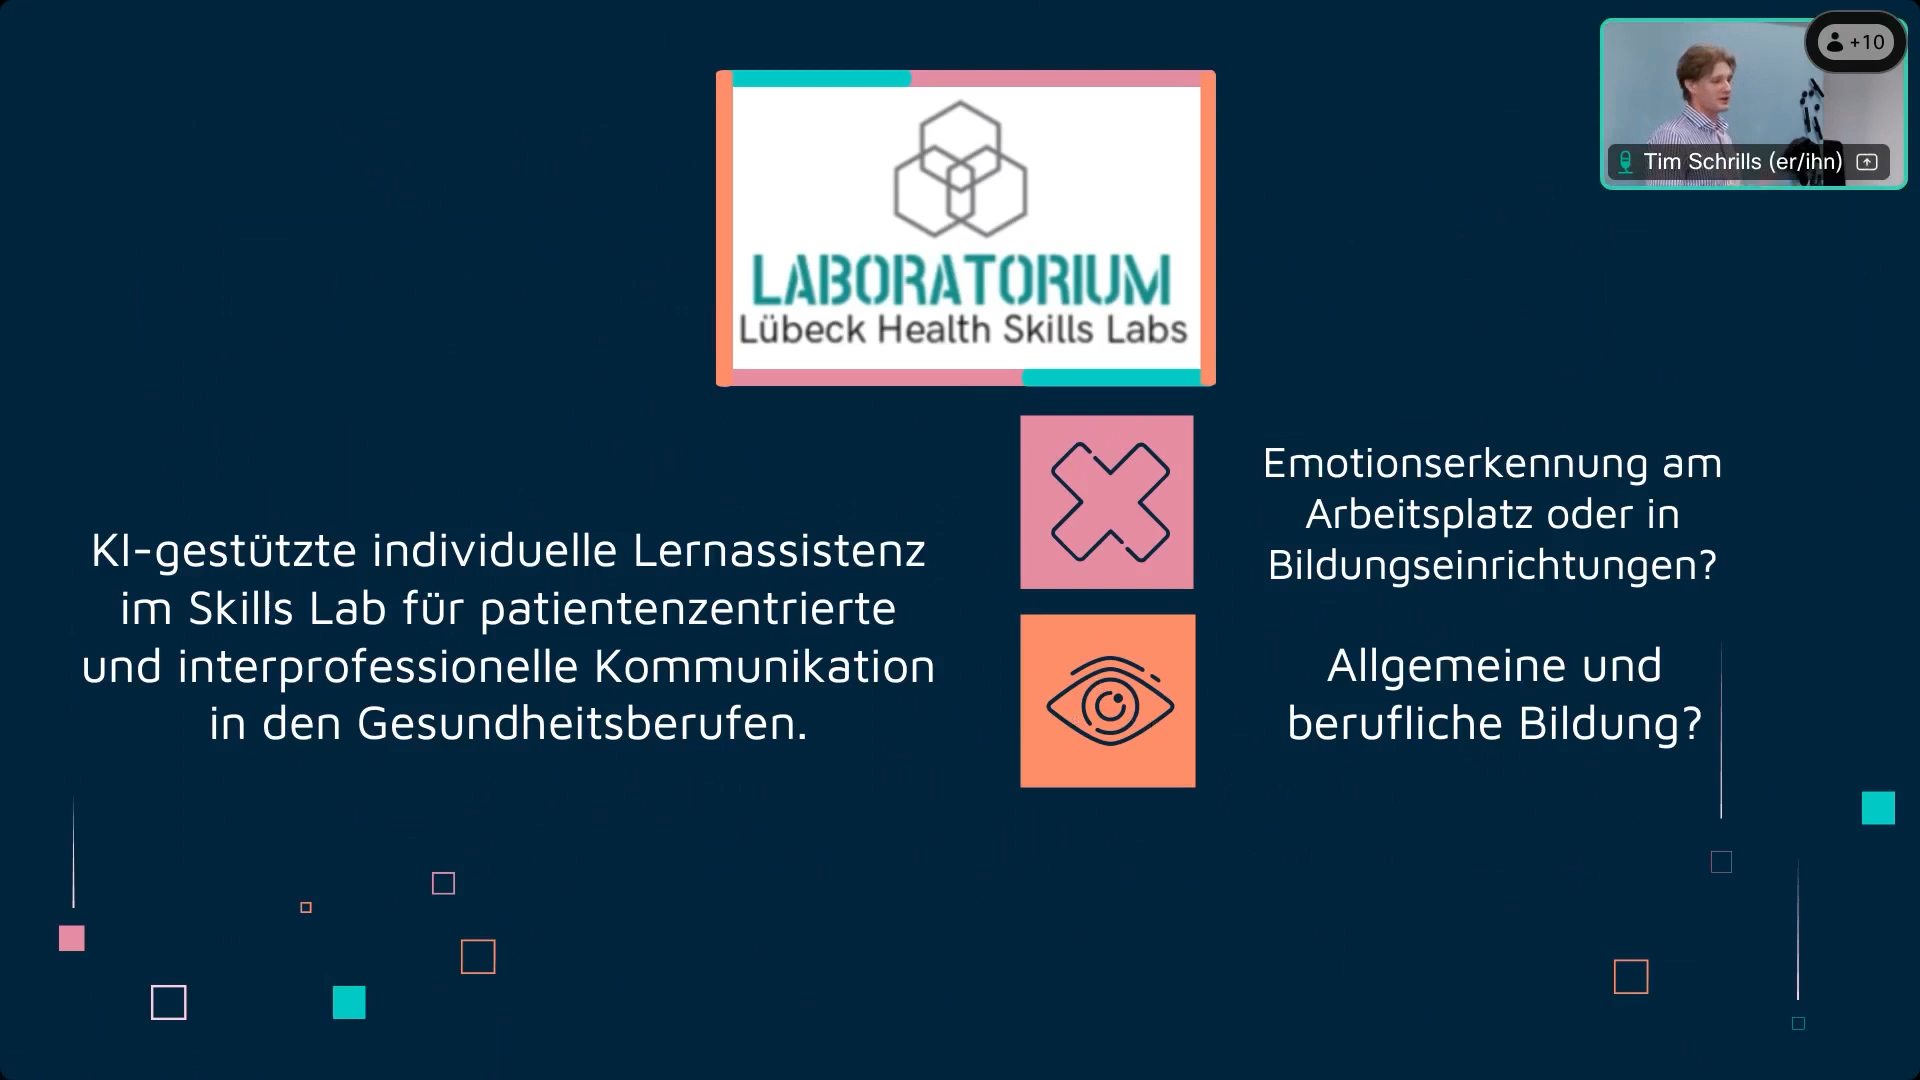 +10
Tim Schrills (er/ihn)
LABORATORIUM
Lübeck Health Skills Labs
KI-gestützte individuelle Lernassistenz
im Skills Lab für patientenzentrierte
und interprofessionelle Kommunikation
in den Gesundheitsberufen.
Emotionserkennung am
Arbeitsplatz oder in
Bildungseinrichtungen?
Allgemeine und
berufliche Bildung?